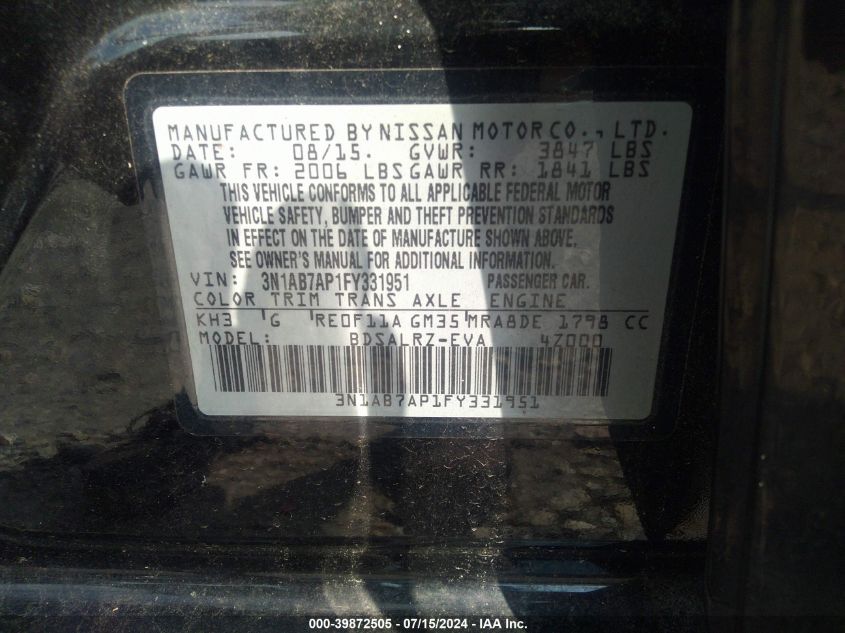 MANUFACTURED BY NISSAN MOTOR CO., LTD.
DATE: 08/15. GVWR: 3847 LBS
GAWR FR: 2006 LBS GAWR RR: 1841 LBS
THIS VEHICLE CONFORMS TO ALL APPLICABLE FEDERAL MOTOR
VEHICLE SAFETY, BUMPER AND THEFT PREVENTION STANDARDS
IN EFFECT ON THE DATE OF MANUFACTURE SHOWN ABOVE.
SEE OWNER'S MANUAL FOR ADDITIONAL INFORMATION.
VIN: 3N1AB7AP1FY331951 PASSENGER CAR.
COLOR TRIM TRANS AXLE ENGINE
KH3 G RE0F11A GM35 MRA8DE 1798 CC
MODEL: BDSALRZ-EVA 4Z000
3N1AB7AP1FY331951
000-39872505 - 07/15/2024 - IAA Inc.